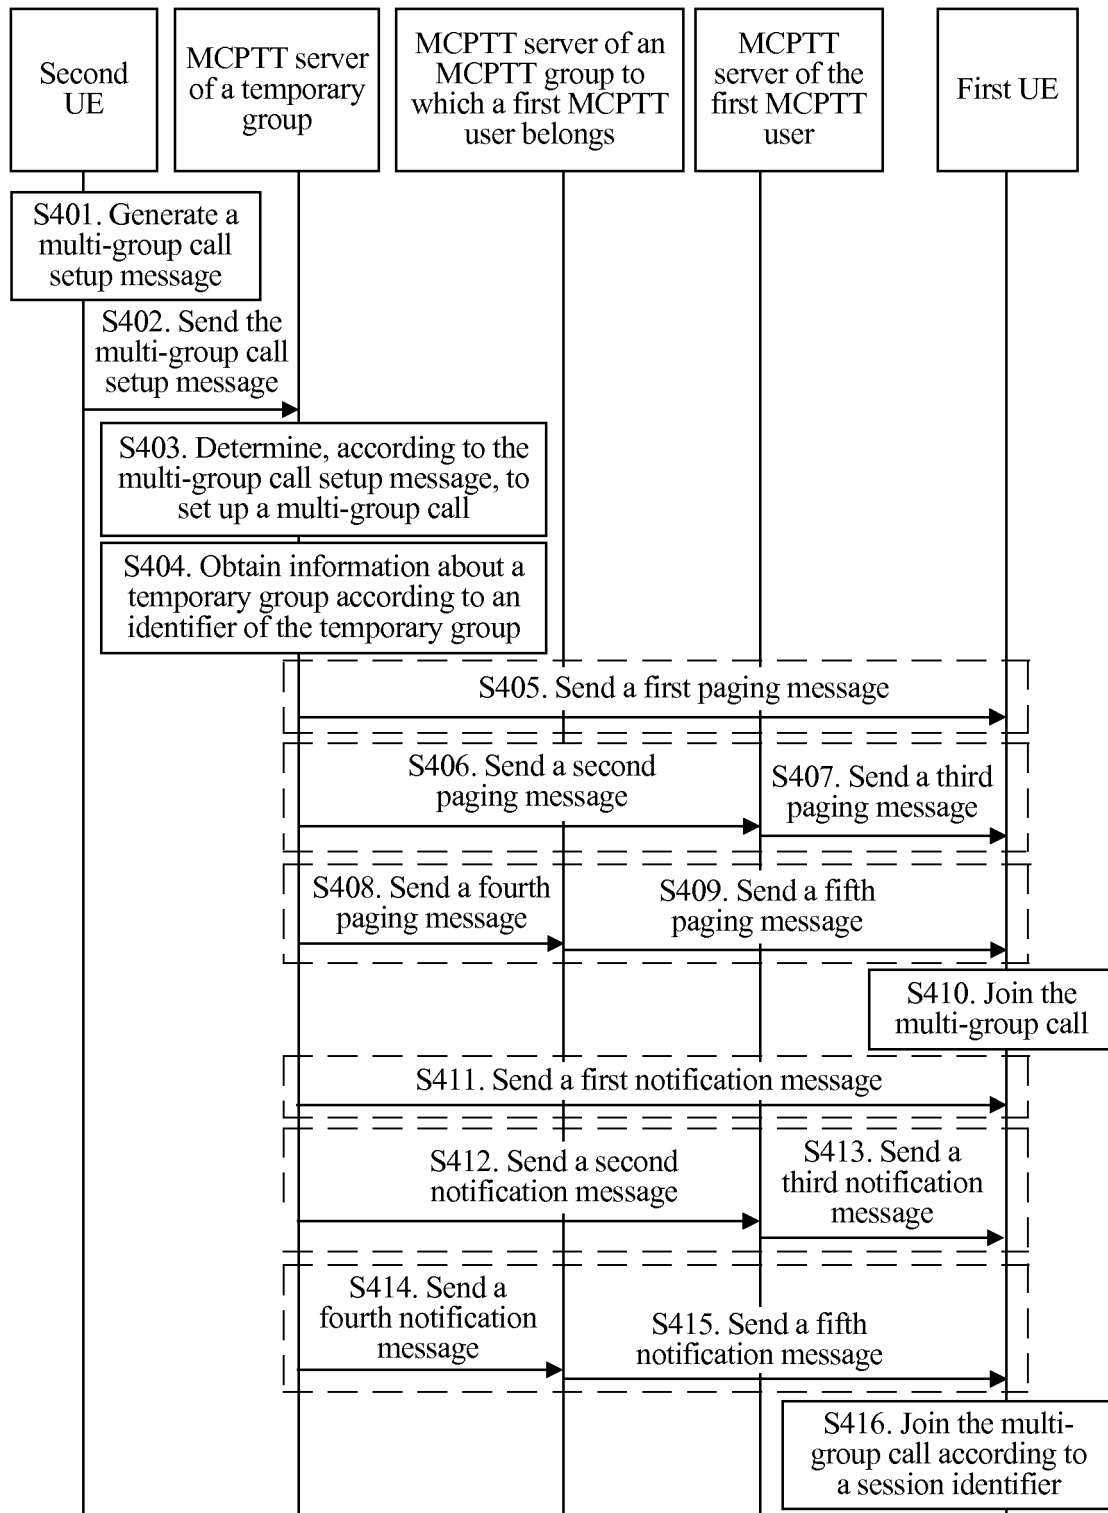 Second
UE
MCPTT server
of a temporary
group
MCPTT server of an
MCPTT group to
which a first MCPTT
user belongs
MCPTT
server of the
first MCPTT
user
First UE
S401. Generate a
multi-group call
setup message
S402. Send the
multi-group call
setup message
S403. Determine, according to the
multi-group call setup message, to
set up a multi-group call
S404. Obtain information about a
temporary group according to an
identifier of the temporary group
S405. Send a first paging message
S406. Send a second
paging message
S407. Send a third
paging message
S408. Send a fourth
paging message
S409. Send a fifth
paging message
S410. Join the
multi-group call
S411. Send a first notification message
S412. Send a second
notification message
S413. Send a
third notification
message
S414. Send a
fourth notification
message
S415. Send a fifth
notification message
S416. Join the multi-
group call according to
a session identifier